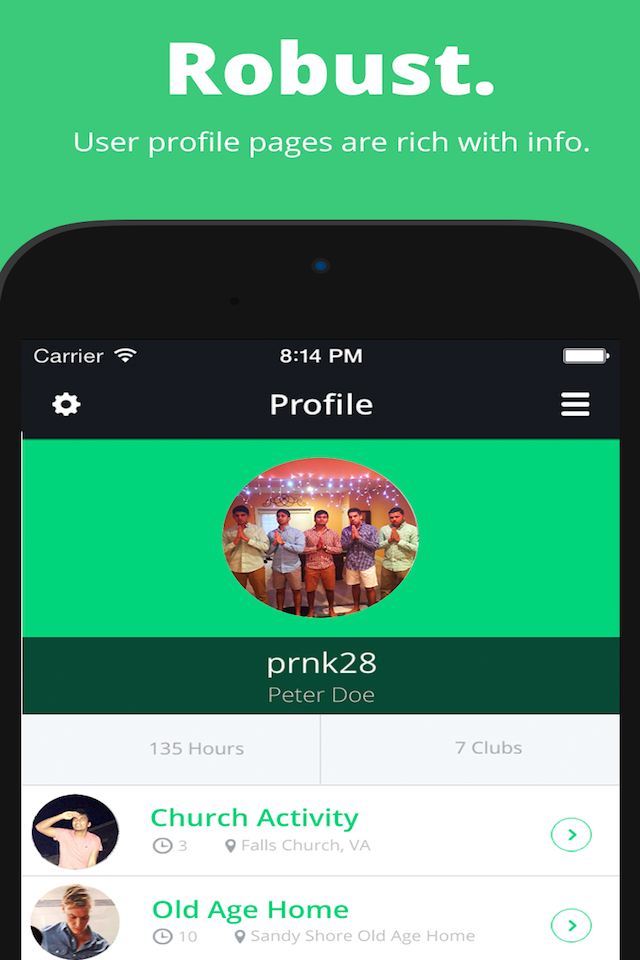 Robust.
User profile pages are rich with info.
Carrier 8:14 PM
Profile
prnk28
Peter Doe
135 Hours 7 Clubs
Church Activity
3 Falls Church, VA
Old Age Home
10 Sandy Shore Old Age Home